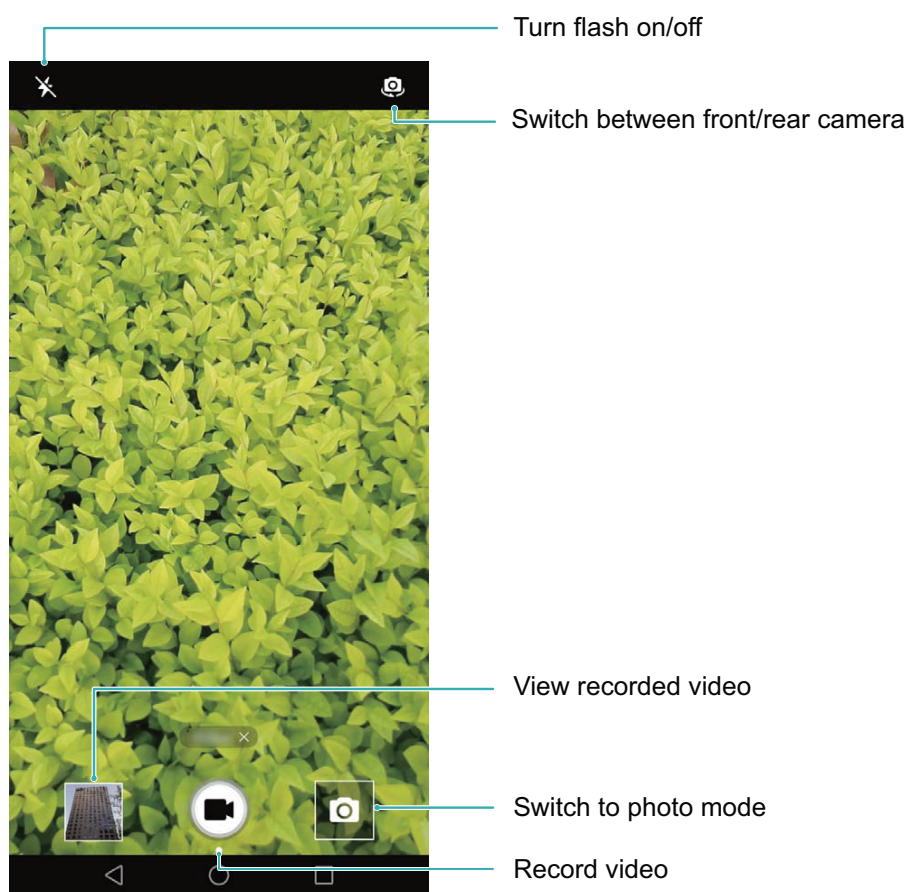 Turn flash on/off
Switch between front/rear camera
View recorded video
Switch to photo mode
Record video